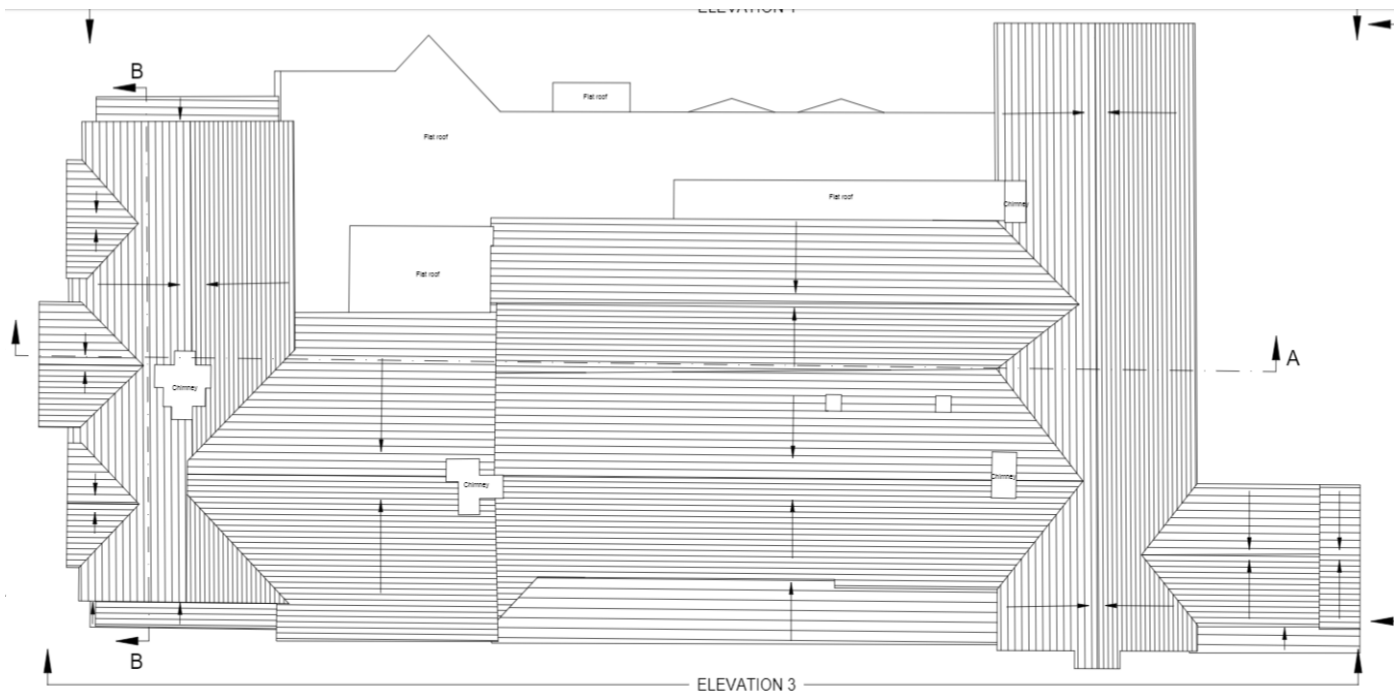 ELEVATION 1
B
Flat roof
Flat roof
Flat roof
Chimney
Flat roof
A
Chimney
Chimney
Chimney
B
ELEVATION 3